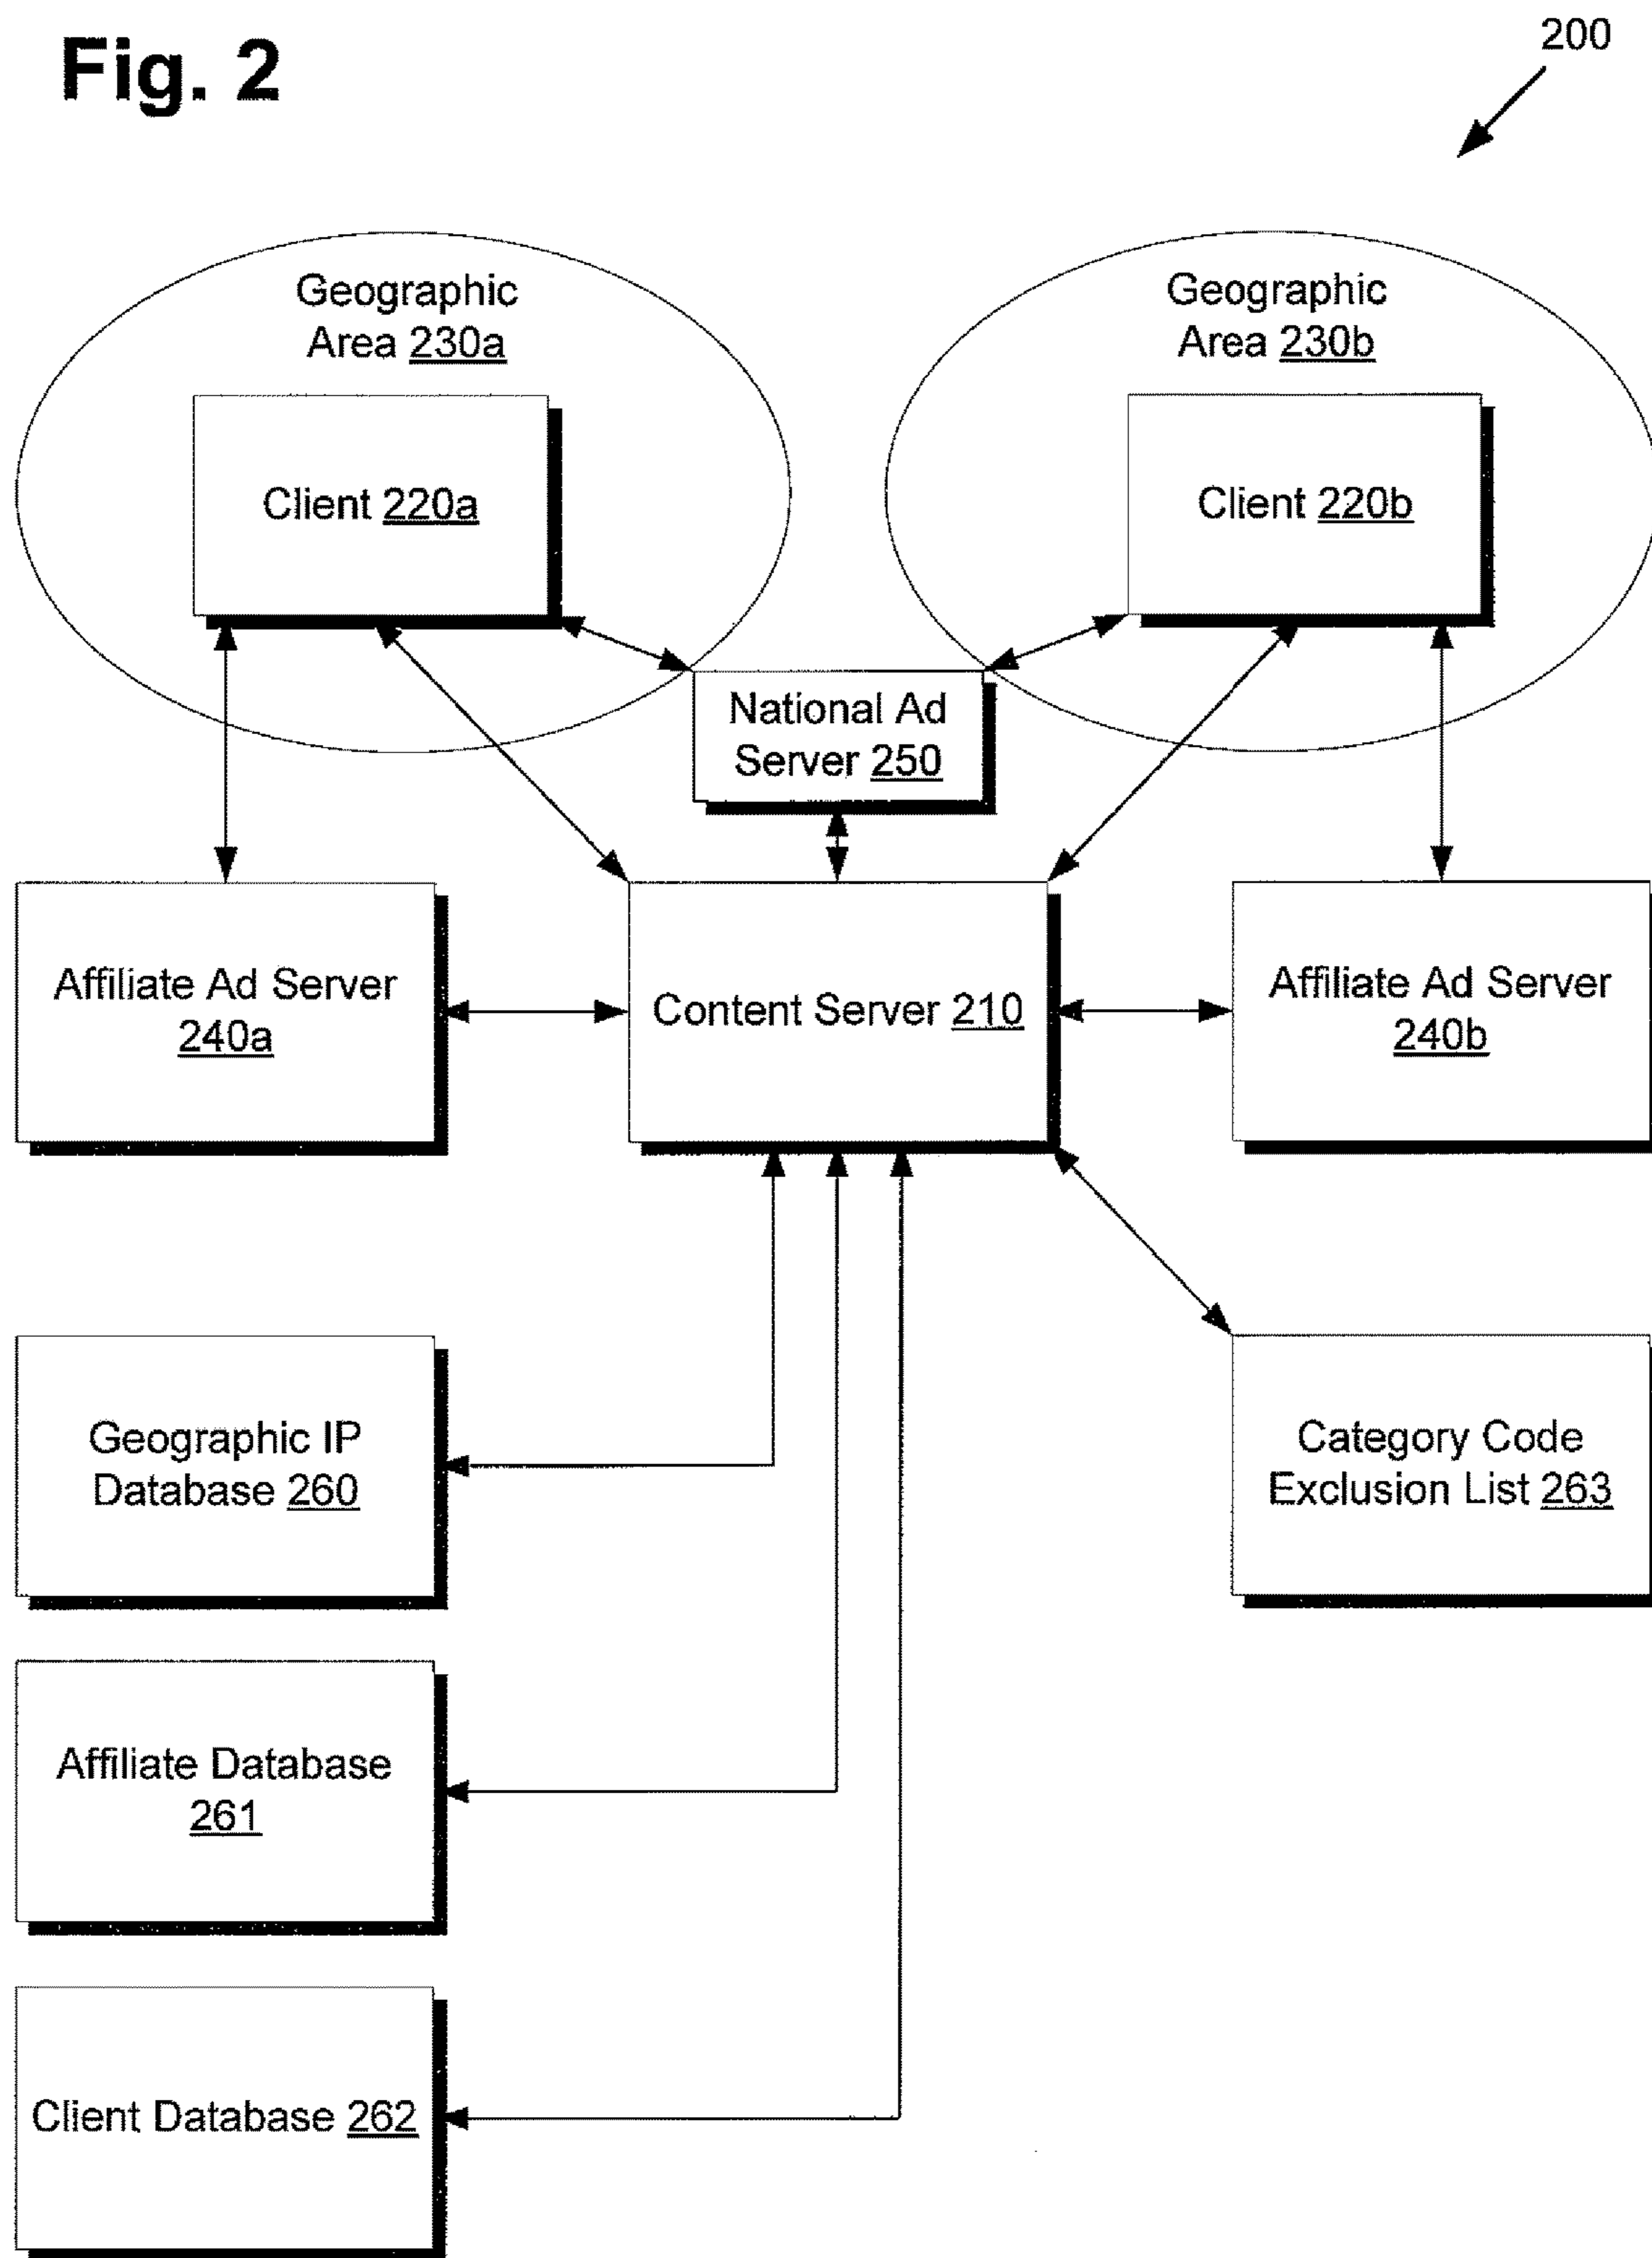 Fig. 2
200
Geographic
Area 230a
Geographic
Area 230b
Client 220a
Client 220b
National Ad
Server 250
Affiliate Ad Server
240a
Content Server 210
Affiliate Ad Server
240b
Geographic IP
Database 260
Category Code
Exclusion List 263
Affiliate Database
261
Client Database 262